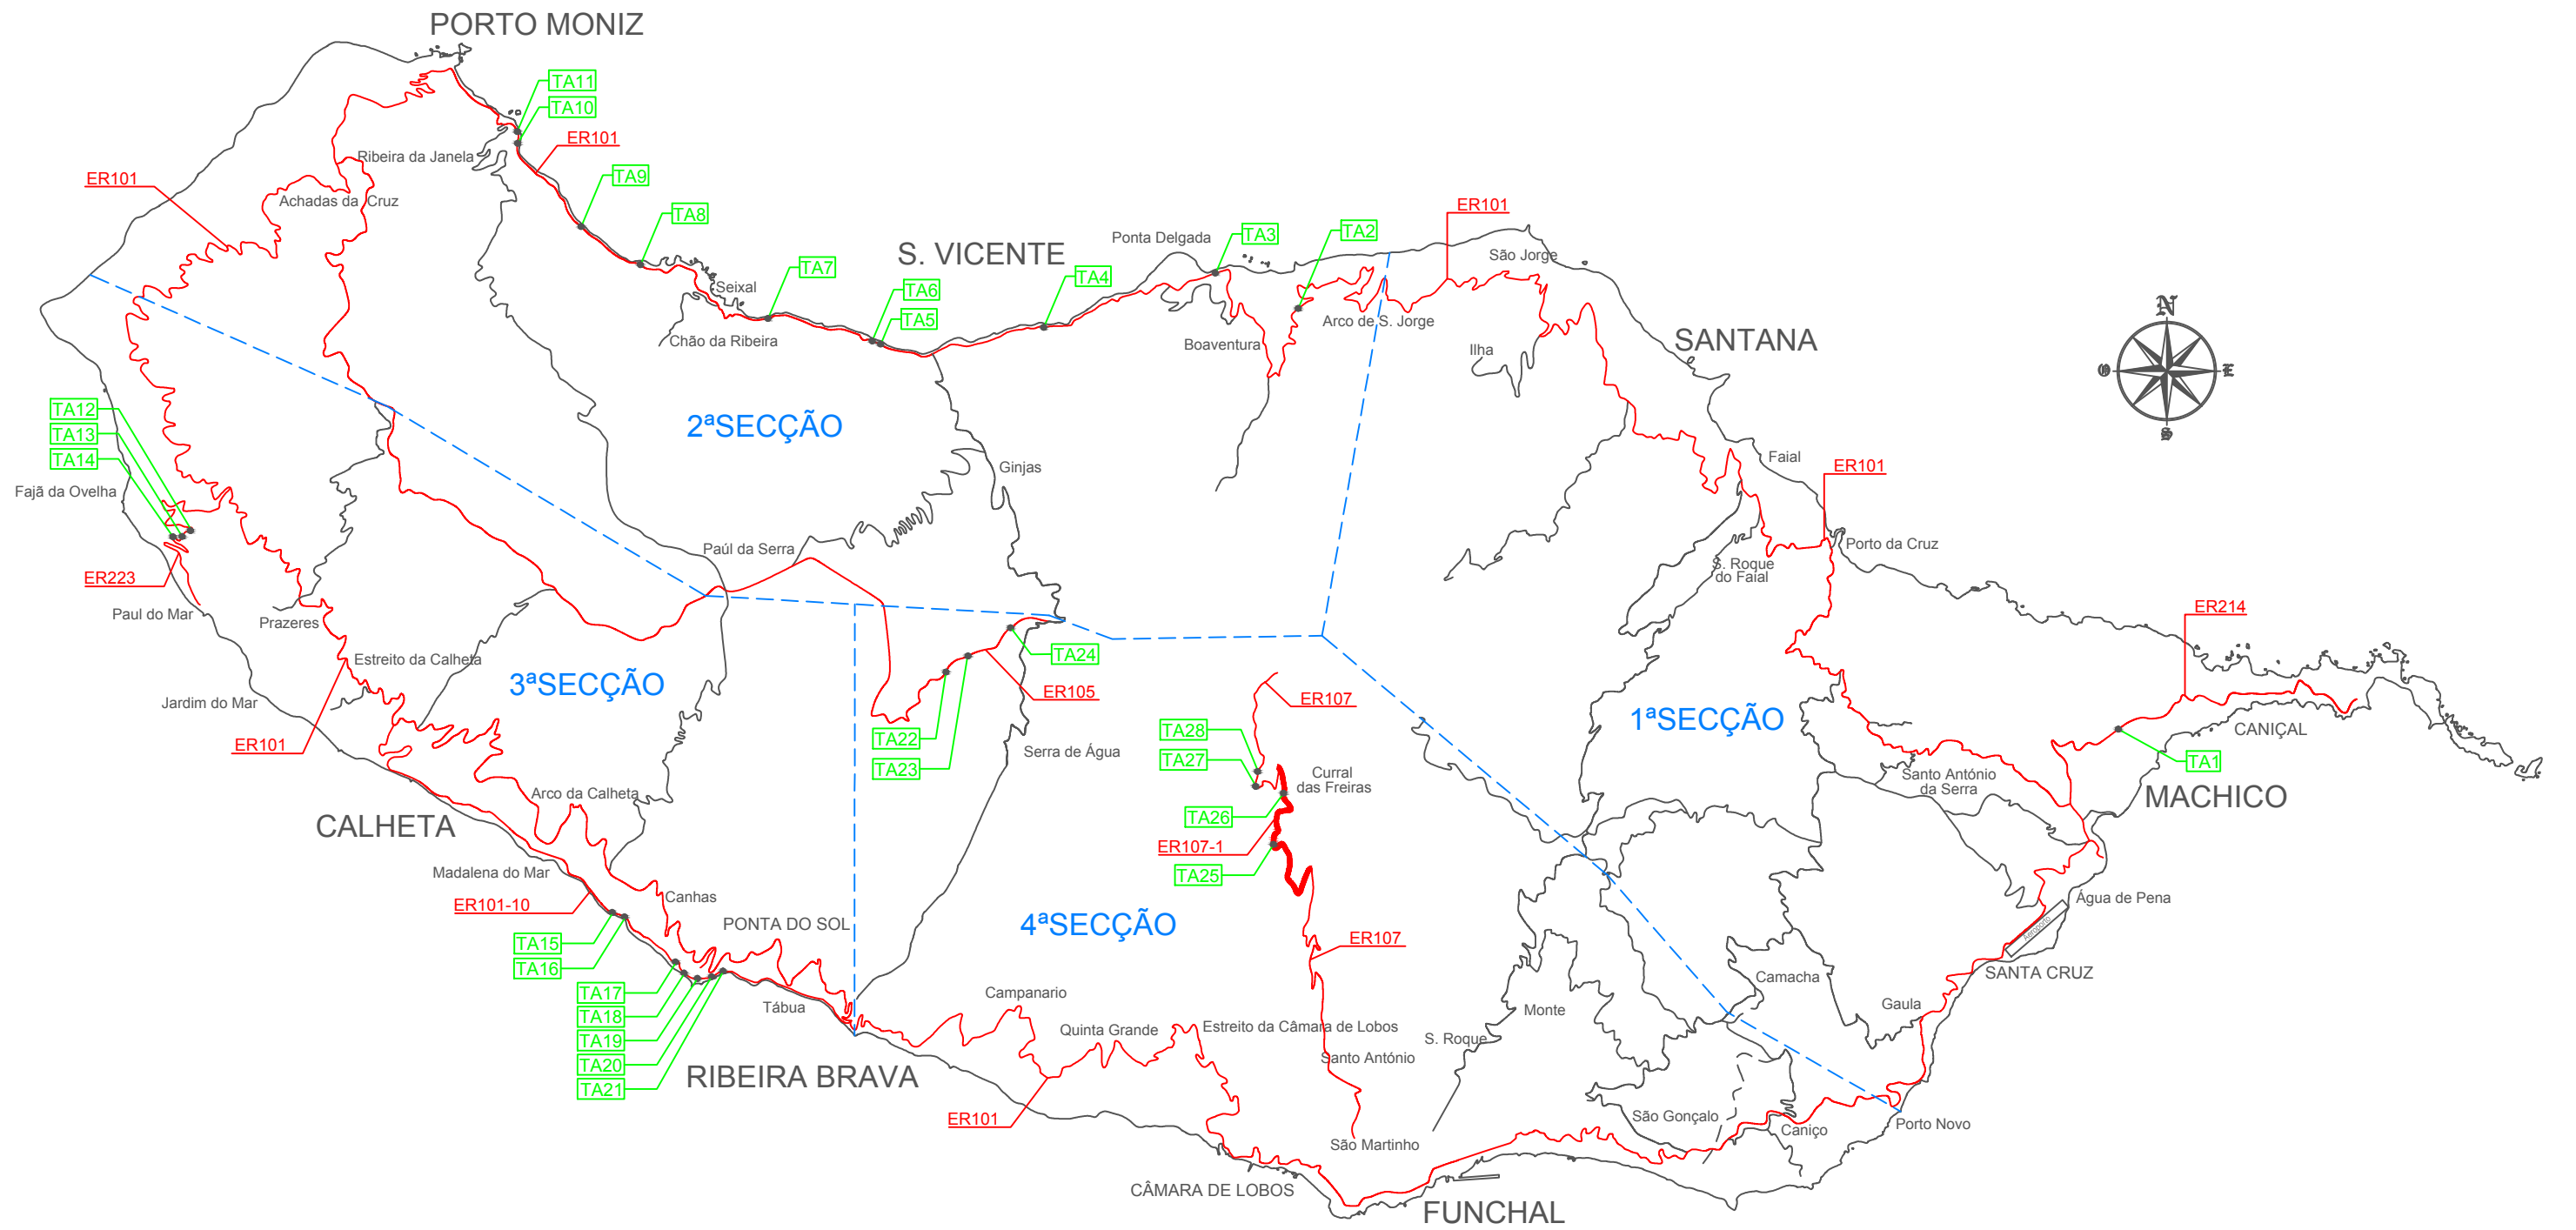 PORTO MONIZ
TA11
TA10
ER101
Ribeira da Janela
ER101
TA9
Achadas da Cruz
TA8
ER101
TA2
TA3
Ponta Delgada
S. VICENTE
São Jorge
TA7
TA4
Seixal
TA6
N
TA5
Arco de S. Jorge
Chão da Ribeira
Boaventura
SANTANA
Ilha
O
E
S
TA12
2ªSECÇÃO
TA13
TA14
Ginjas
Faial
ER101
Fajã da Ovelha
Paúl da Serra
Porto da Cruz
S. Roque
do Faial
ER223
Paul do Mar
Prazeres
ER214
TA24
Estreito da Calheta
3ªSECÇÃO
ER105
ER107
Jardim do Mar
1ªSECÇÃO
TA28
TA22
CANIÇAL
ER101
Serra de Água
TA27
TA23
TA1
Curral
das Freiras
Santo António
da Serra
Arco da Calheta
MACHICO
TA26
CALHETA
ER107-1
TA25
Madalena do Mar
Canhas
ER101-10
Água de Pena
PONTA DO SOL
4ªSECÇÃO
Aeroporto
TA15
ER107
TA16
SANTA CRUZ
Camacha
TA17
Campanario
Tábua
Gaula
Monte
TA18
Quinta Grande
Estreito da Câmara de Lobos
TA19
S. Roque
Santo António
TA20
RIBEIRA BRAVA
TA21
ER101
São Gonçalo
Porto Novo
Caniço
São Martinho
CÂMARA DE LOBOS
FUNCHAL